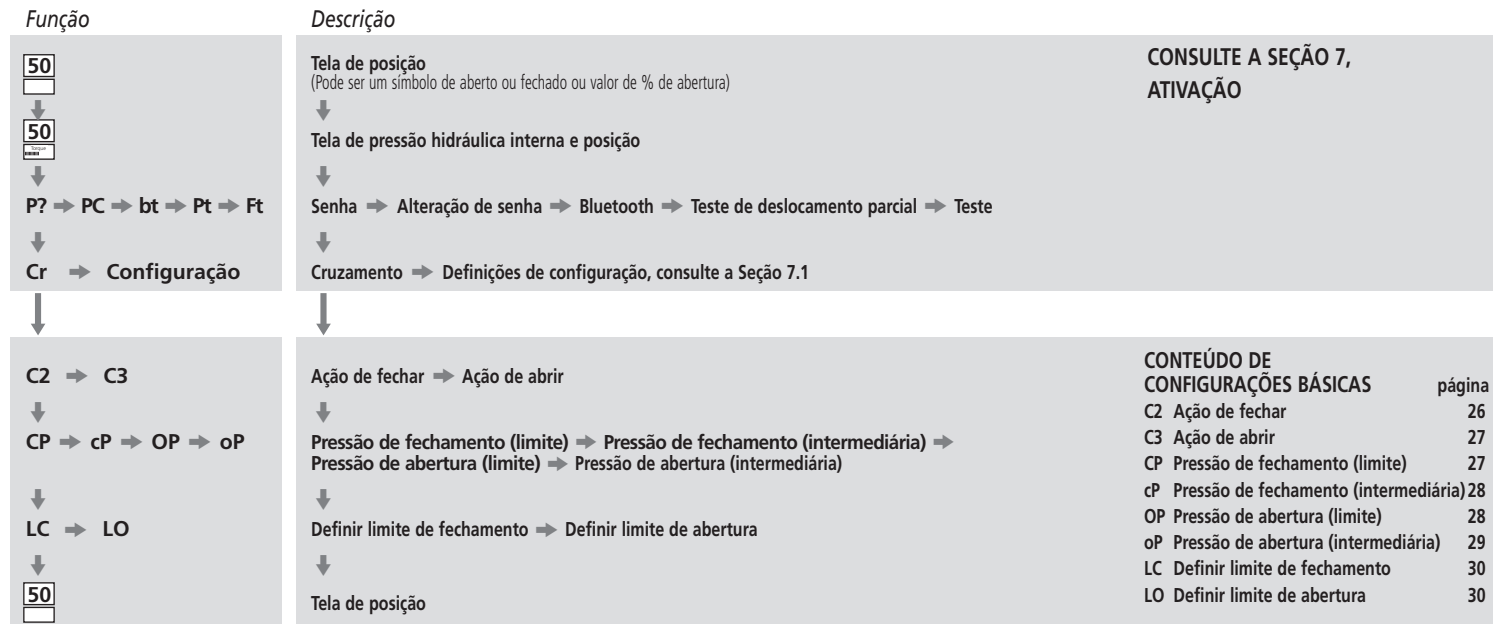 Função
Descrição
50
Tela de posição
(Pode ser um símbolo de aberto ou fechado ou valor de % de abertura)
CONSULTE A SEÇÃO 7,
ATIVAÇÃO
50
Torque
Tela de pressão hidráulica interna e posição
P? ➡ PC ➡ bt ➡ Pt ➡ Ft
Senha ➡ Alteração de senha ➡ Bluetooth ➡ Teste de deslocamento parcial ➡ Teste
Cr ➡ Configuração
Cruzamento ➡ Definições de configuração, consulte a Seção 7.1
C2 ➡ C3
Ação de fechar ➡ Ação de abrir
CP ➡ cP ➡ OP ➡ oP
Pressão de fechamento (limite) ➡ Pressão de fechamento (intermediária) ➡
Pressão de abertura (limite) ➡ Pressão de abertura (intermediária)
LC ➡ LO
Definir limite de fechamento ➡ Definir limite de abertura
50
Tela de posição
CONTEÚDO DE
CONFIGURAÇÕES BÁSICAS página
C2 Ação de fechar 26
C3 Ação de abrir 27
CP Pressão de fechamento (limite) 27
cP Pressão de fechamento (intermediária) 28
OP Pressão de abertura (limite) 28
oP Pressão de abertura (intermediária) 29
LC Definir limite de fechamento 30
LO Definir limite de abertura 30